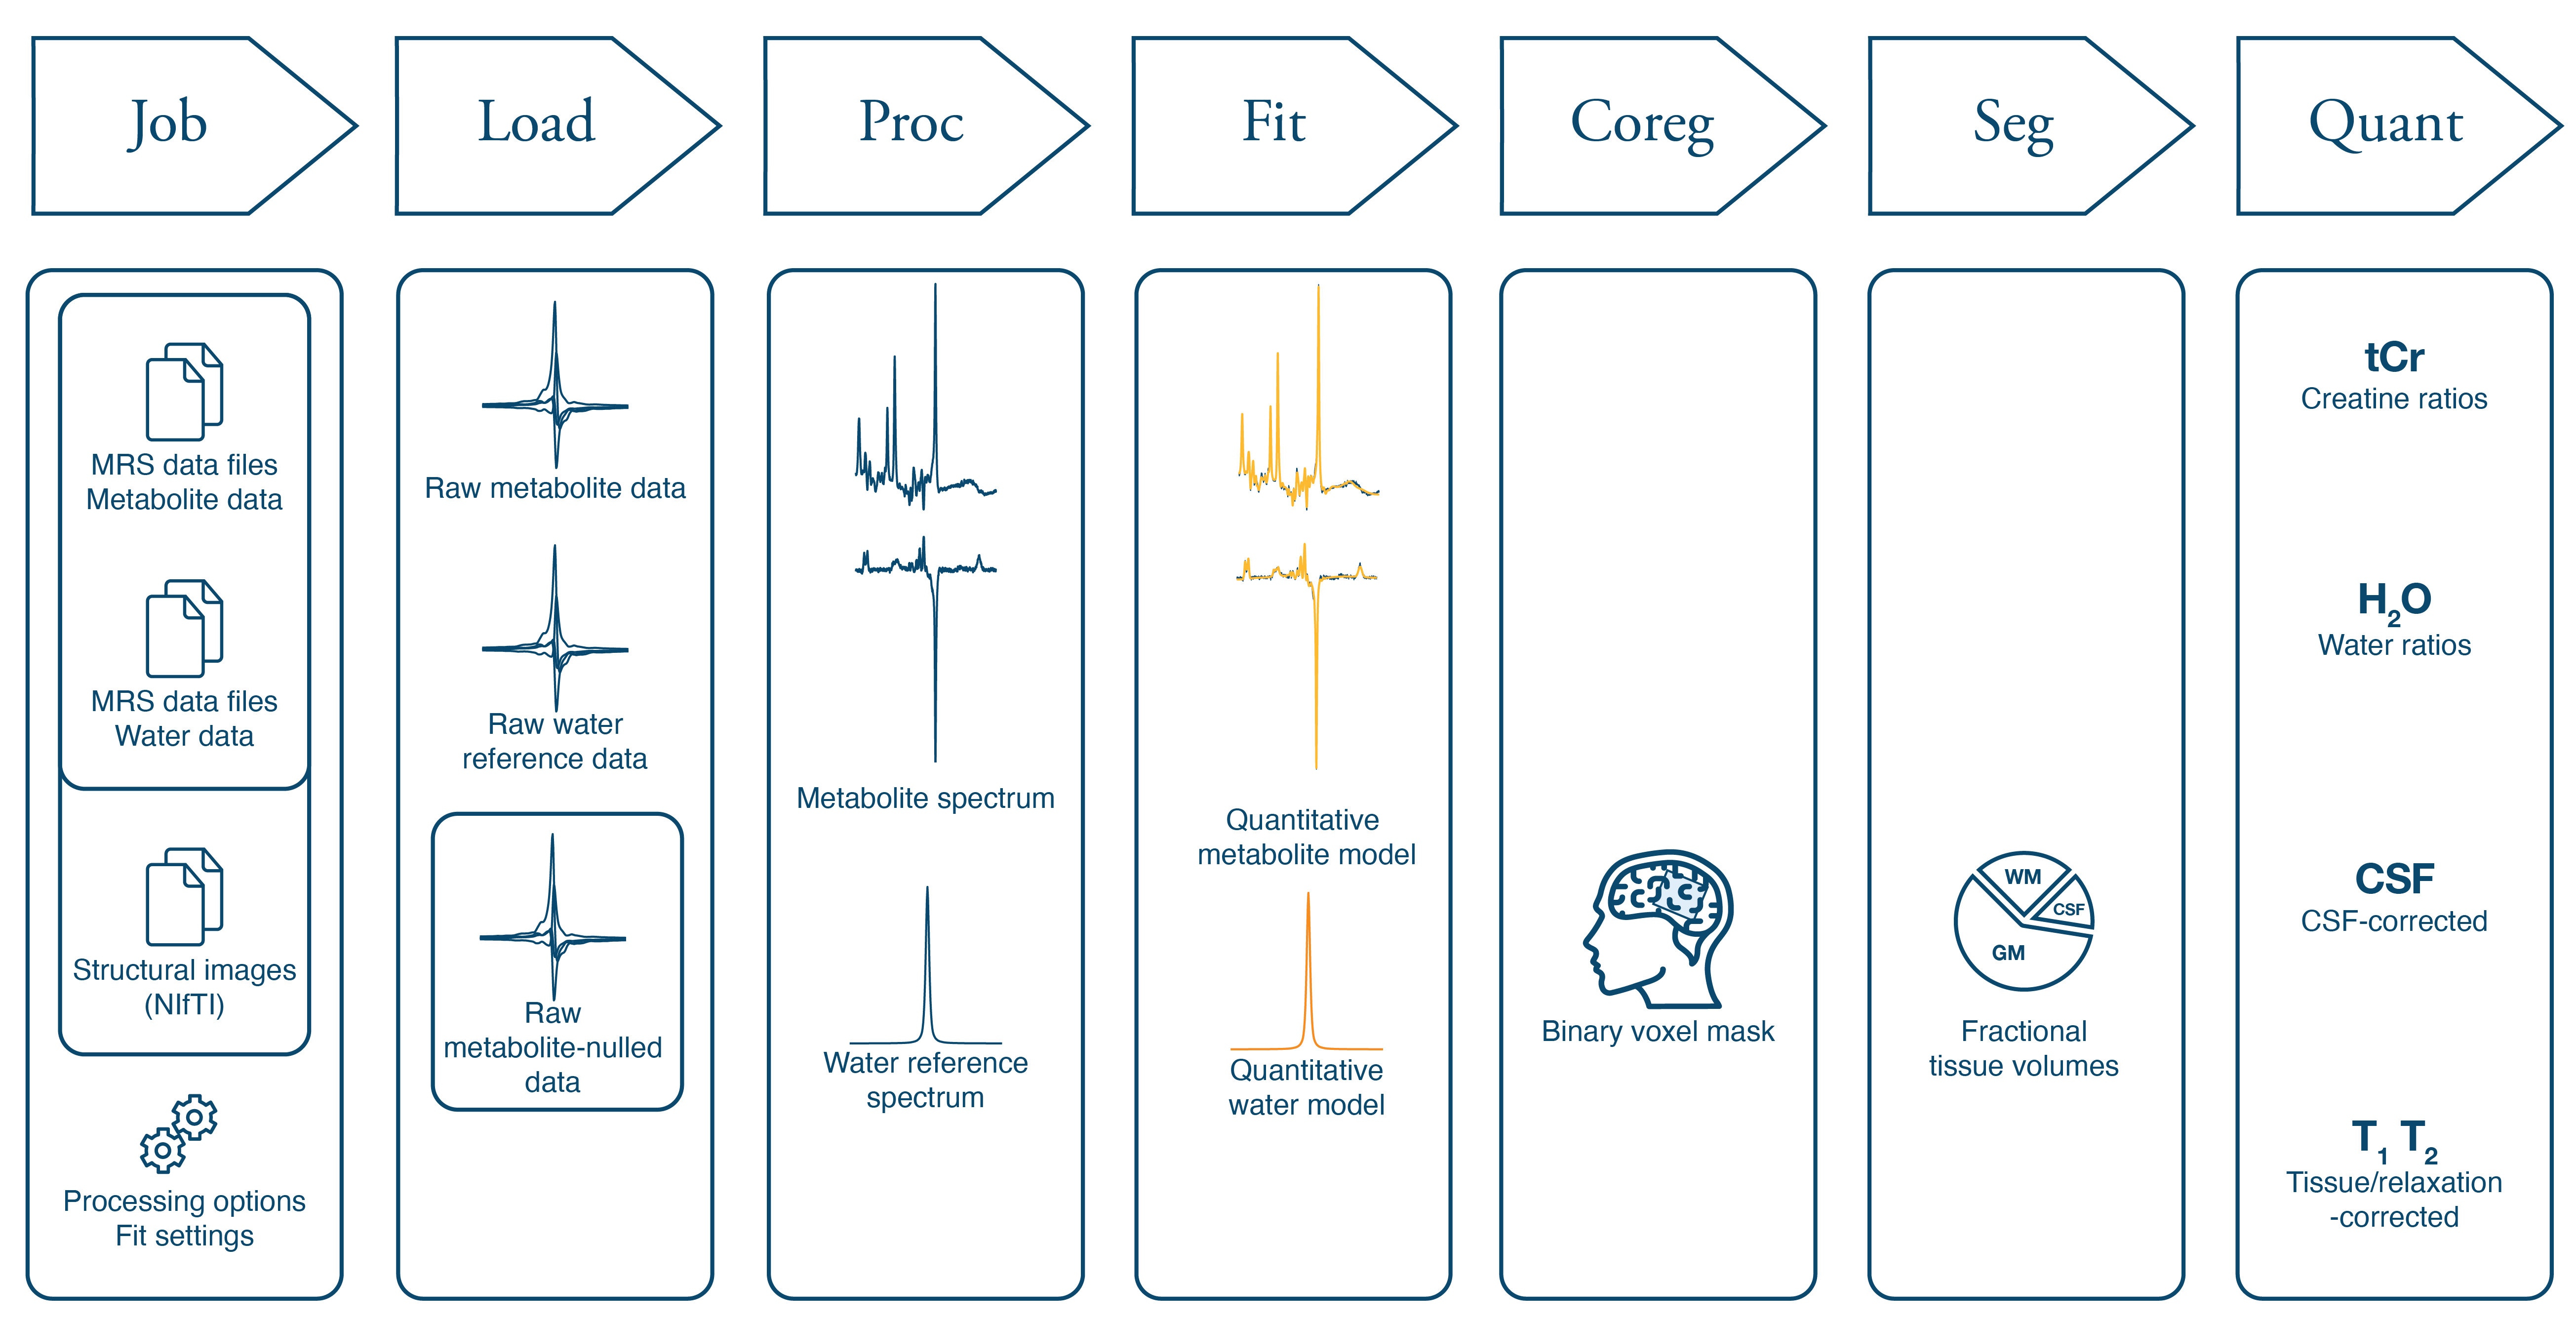 Job
Load
Proc
Fit
Coreg
Seg
Quant
MRS data files
Metabolite data
MRS data files
Water data
Structural images
(NIfTI)
Processing options
Fit settings
Raw metabolite data
Raw water
reference data
Raw
metabolite-nulled
data
Metabolite spectrum
Water reference
spectrum
Quantitative
metabolite model
Quantitative
water model
Binary voxel mask
WM
CSF
GM
Fractional
tissue volumes
tCr
Creatine ratios
H₂O
Water ratios
CSF
CSF-corrected
T₁ T₂
Tissue/relaxation
-corrected